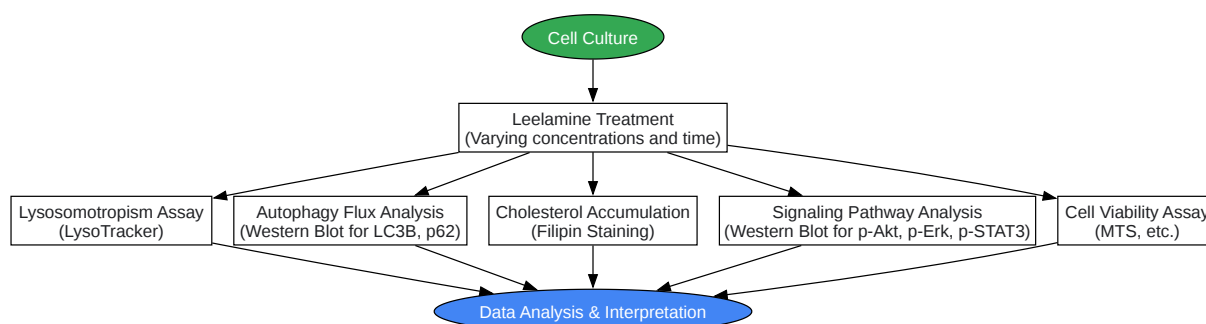 Cell Culture
Leelamine Treatment
(Varying concentrations and time)
Lysosomotropism Assay
(LysoTracker)
Autophagy Flux Analysis
(Western Blot for LC3B, p62)
Cholesterol Accumulation
(Filipin Staining)
Signaling Pathway Analysis
(Western Blot for p-Akt, p-Erk, p-STAT3)
Cell Viability Assay
(MTS, etc.)
Data Analysis & Interpretation